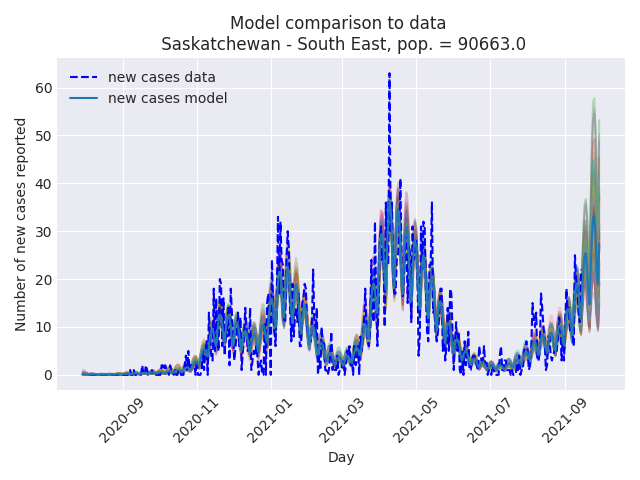 Model comparison to data
Saskatchewan - South East, pop. = 90663.0
new cases data
new cases model
Number of new cases reported
60
50
40
30
20
10
0
2020-09
2020-11
2021-01
2021-03
2021-05
2021-07
2021-09
Day